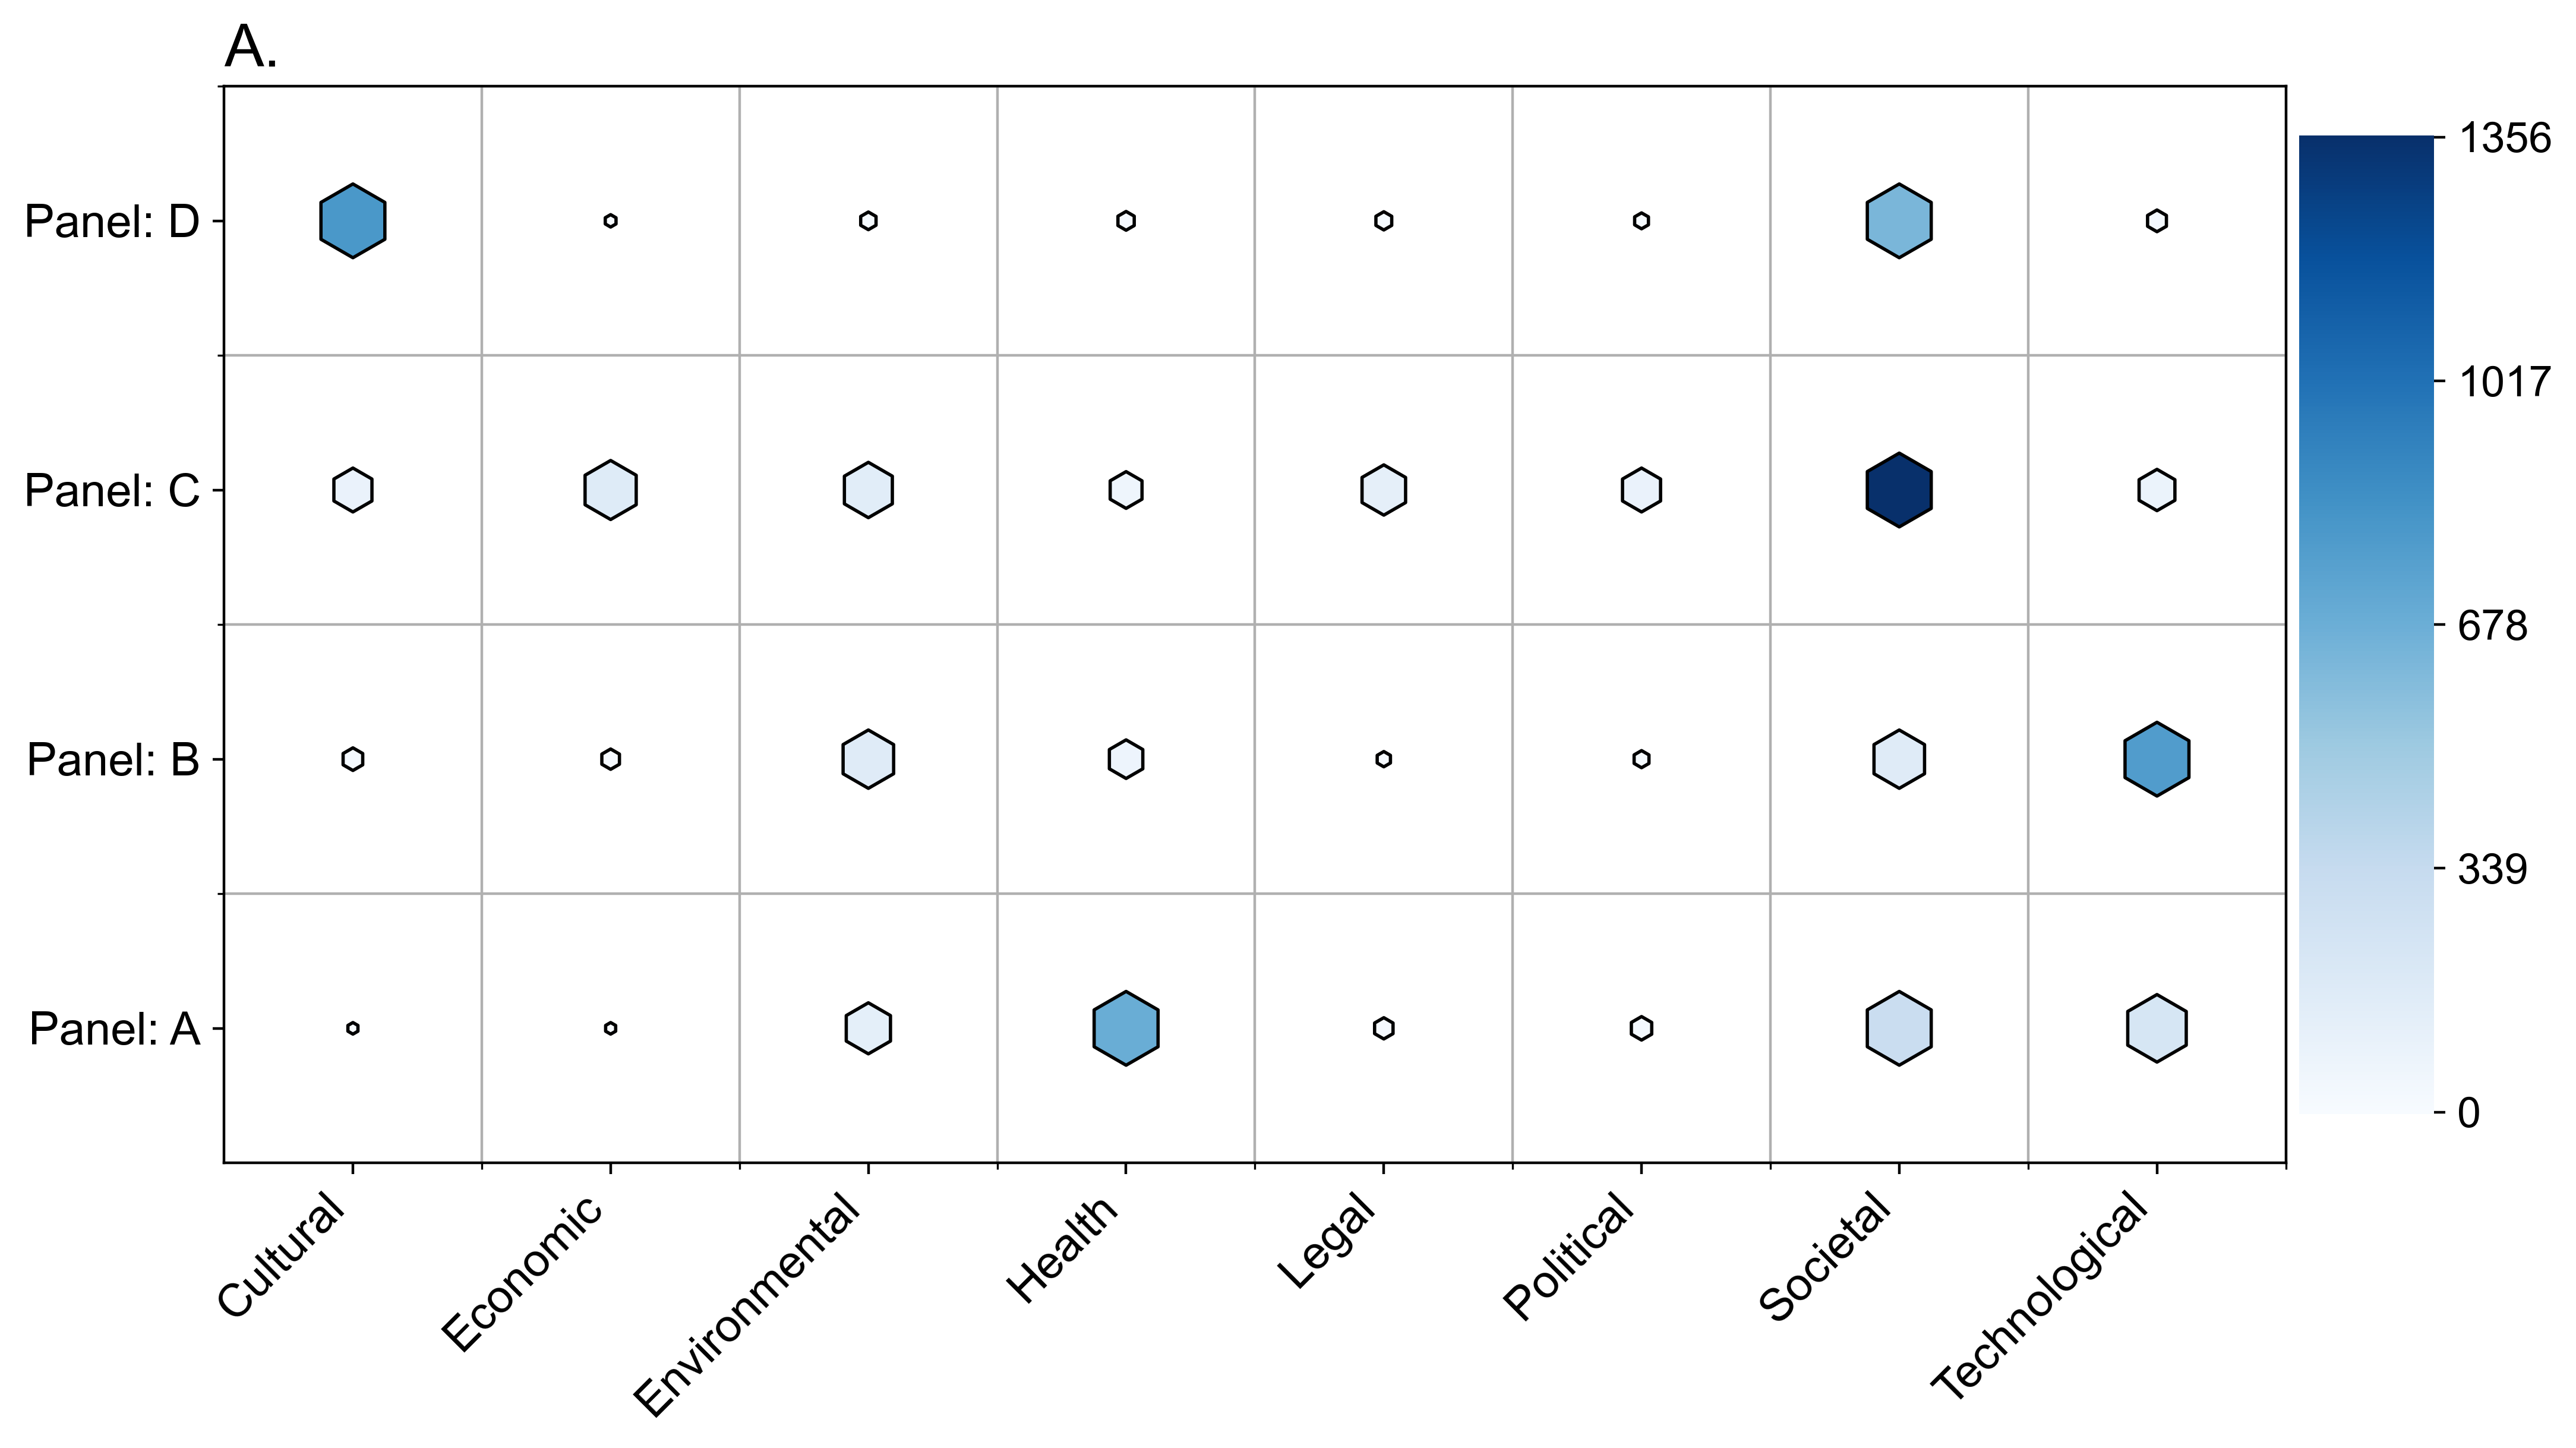 A.
Panel: D
Panel: C
Panel: B
Panel: A
Cultural
Economic
Environmental
Health
Legal
Political
Societal
Technological
1356
1017
678
339
0